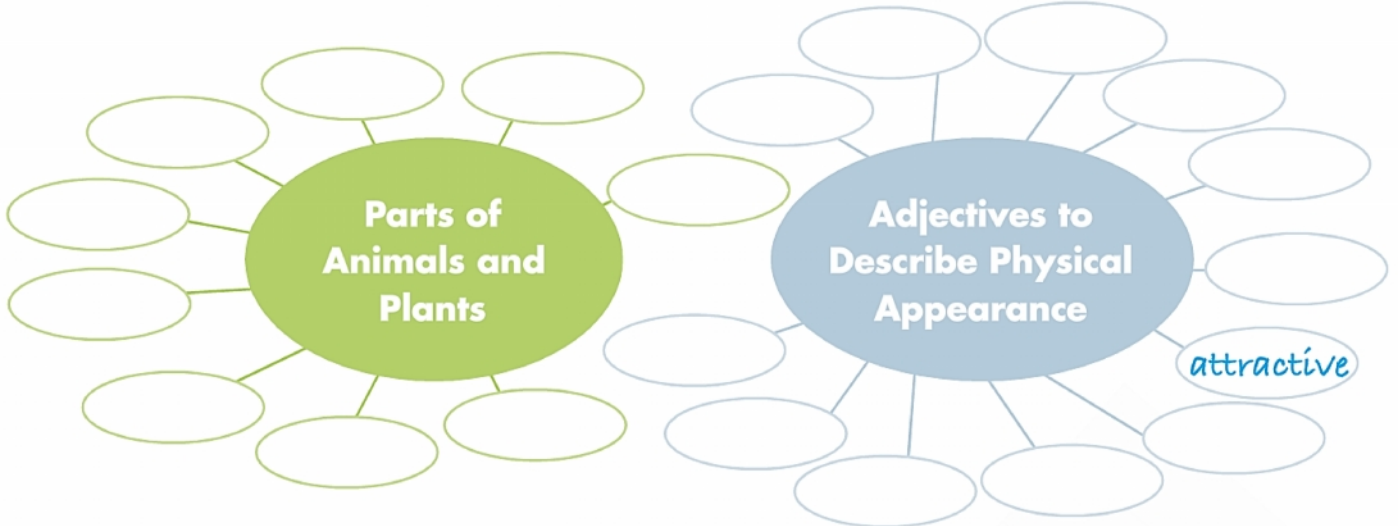 Parts of
Animals and
Plants
Adjectives to
Describe Physical
Appearance
attractive